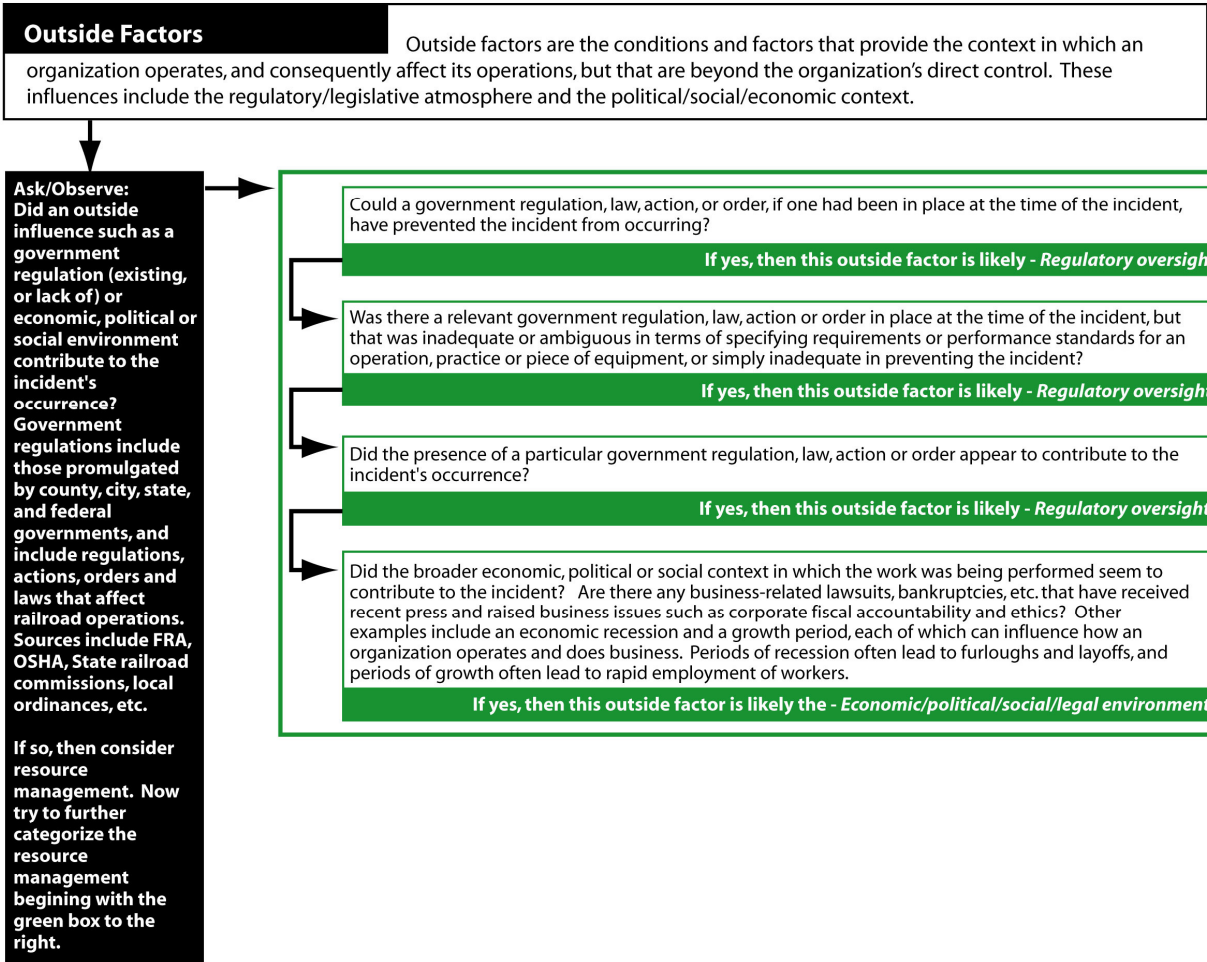 Outside Factors
Outside factors are the conditions and factors that provide the context in which an
organization operates, and consequently affect its operations, but that are beyond the organization's direct control. These
influences include the regulatory/legislative atmosphere and the political/social/economic context.
Ask/Observe:
Did an outside
influence such as a
government
regulation (existing,
or lack of) or
economic, political or
social environment
contribute to the
incident's
occurrence?
Government
regulations include
those promulgated
by county, city, state,
and federal
governments, and
include regulations,
actions, orders and
laws that affect
railroad operations.
Sources include FRA,
OSHA, State railroad
commissions, local
ordinances, etc.
If so, then consider
resource
management. Now
try to further
categorize the
resource
management
begining with the
green box to the
right.
Could a government regulation, law, action, or order, if one had been in place at the time of the incident,
have prevented the incident from occurring?
If yes, then this outside factor is likely - Regulatory oversigh
Was there a relevant government regulation, law, action or order in place at the time of the incident, but
that was inadequate or ambiguous in terms of specifying requirements or performance standards for an
operation, practice or piece of equipment, or simply inadequate in preventing the incident?
If yes, then this outside factor is likely - Regulatory oversight
Did the presence of a particular government regulation, law, action or order appear to contribute to the
incident's occurrence?
If yes, then this outside factor is likely - Regulatory oversight
Did the broader economic, political or social context in which the work was being performed seem to
contribute to the incident? Are there any business-related lawsuits, bankruptcies, etc. that have received
recent press and raised business issues such as corporate fiscal accountability and ethics? Other
examples include an economic recession and a growth period, each of which can influence how an
organization operates and does business. Periods of recession often lead to furloughs and layoffs, and
periods of growth often lead to rapid employment of workers.
If yes, then this outside factor is likely the - Economic/political/social/legal environment